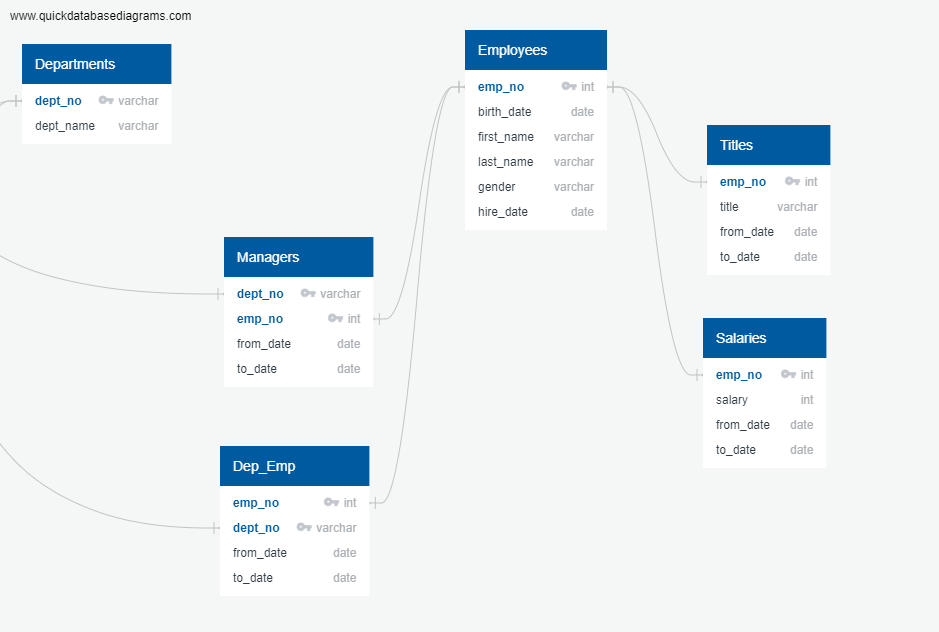 www.quickdatabasediagrams.com
Departments
dept_no varchar
dept_name varchar
Employees
emp_no int
birth_date date
first_name varchar
last_name varchar
gender varchar
hire_date date
Titles
emp_no int
title varchar
from_date date
to_date date
Managers
dept_no varchar
emp_no int
from_date date
to_date date
Salaries
emp_no int
salary int
from_date date
to_date date
Dep_Emp
emp_no int
dept_no varchar
from_date date
to_date date